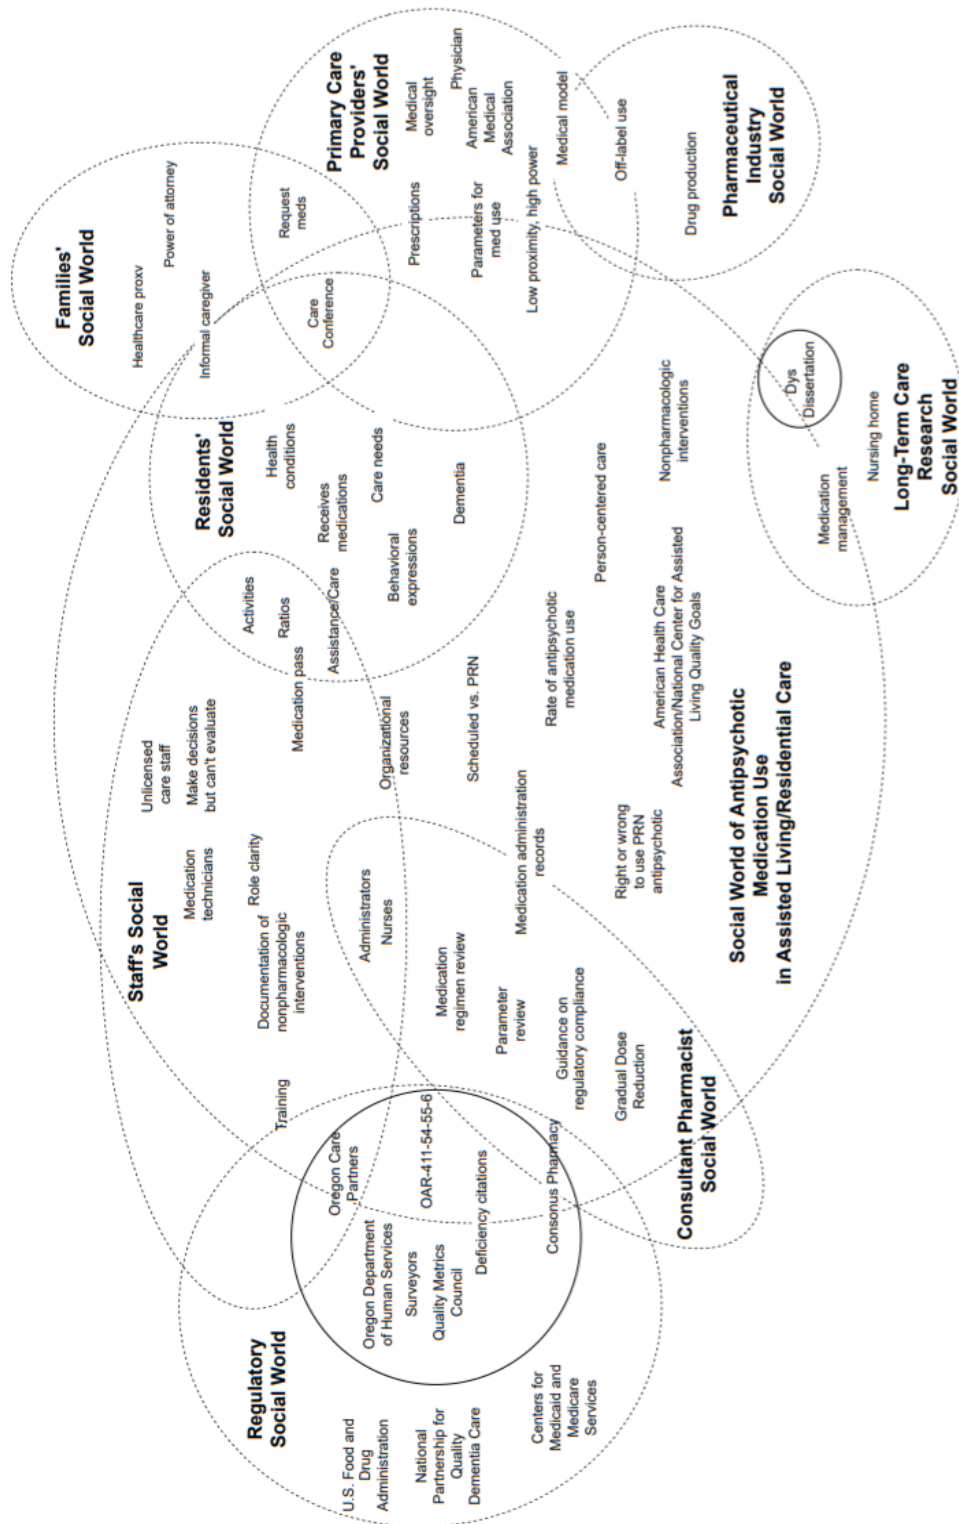 Families'
Social World
Healthcare proxy
Power of attorney
Informal caregiver
Request
meds
Care
Conference
Primary Care
Providers'
Social World
Medical
oversight
Physician
American
Medical
Association
Prescriptions
Parameters for
med use
Low proximity, high power
Medical model
Off-label use
Drug production
Pharmaceutical
Industry
Social World
Residents'
Social World
Health
conditions
Receives
medications
Care needs
Behavioral
expressions
Dementia
Activities
Ratios
Assistance/Care
Medication pass
Staff's Social
World
Unlicensed
care staff
Make decisions
but can't evaluate
Medication
technicians
Role clarity
Documentation of
nonpharmacologic
interventions
Training
Organizational
resources
Administrators
Nurses
Scheduled vs. PRN
Rate of antipsychotic
medication use
Person-centered care
Nonpharmacologic
interventions
American Health Care
Association/National Center for Assisted
Living Quality Goals
Right or wrong
to use PRN
antipsychotic
Medication administration
records
Medication
regimen review
Parameter
review
Guidance on
regulatory compliance
Gradual Dose
Reduction
Social World of Antipsychotic
Medication Use
in Assisted Living/Residential Care
Consultant Pharmacist
Social World
Dys
Dissertation
Medication
management
Nursing home
Long-Term Care
Research
Social World
Regulatory
Social World
Oregon Care
Partners
OAR-411-54-55-6
Oregon Department
of Human Services
Surveyors
Quality Metrics
Council
Deficiency citations
Consonus Pharmacy
U.S. Food and
Drug
Administration
National
Partnership for
Quality
Dementia Care
Centers for
Medicaid and
Medicare
Services